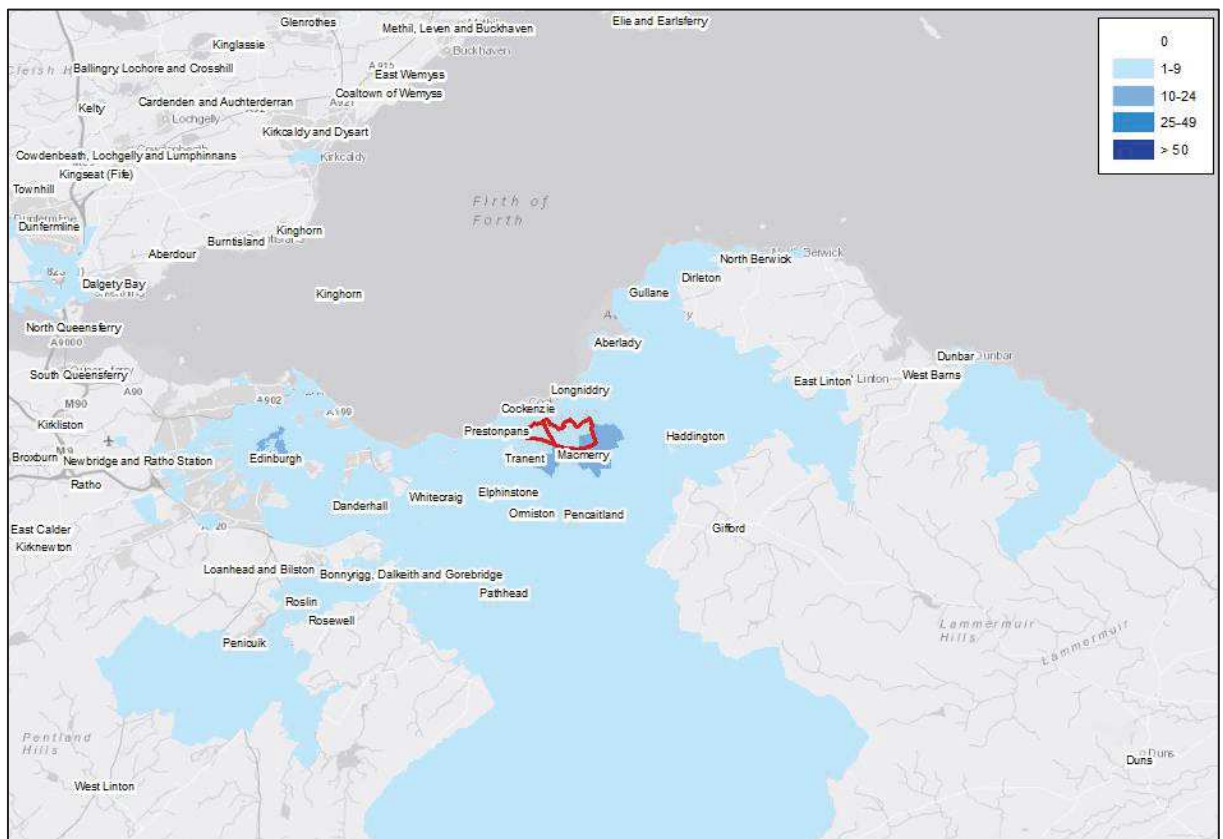 Glenrothes
Methil, Leven and Buckhaven
Elie and Earlsferry
Kinglassie
Buckhaven
Ballingry, Lochore and Crosshill
A 915
East Wemyss
Coaltown of Wemyss
Kelty
Cardenden and Auchterderran
A921
Lochgelly
Kirkcaldy and Dysart
Cowdenbeath, Lochgelly and Lumphinnans
Kirkcaldy
Kingseat (Fife)
Townhill
Firth of
Forth
Dunfermline
Kinghorn
Burntisland
Aberdour
North Berwick
Dirleton
Dalgety Bay
Kinghorn
Gullane
North Queensferry
A9000
Aberlady
South Queensferry
A90
M90
A 902
A199
Dunbar
Dunbar
West Barns
East Linton
Linton
Longniddry
Cockenzie
Kirkliston
Prestonpans
Haddington
Broxburn
Newbridge and Ratho Station
Edinburgh
Tranent
Macmerry
Ratho
Whitecraig
Elphinstone
Danderhall
Ormiston
Pencaitland
Gifford
East Calder
Kirknewton
Loanhead and Bilston
Bonnyrigg, Dalkeith and Gorebridge
Pathhead
Roslin
Rosewell
Penicuik
Lammermuir
Hills
Lammermuir
Pentland
Hills
West Linton
Duns
Duns
0
1-9
10-24
25-49
> 50